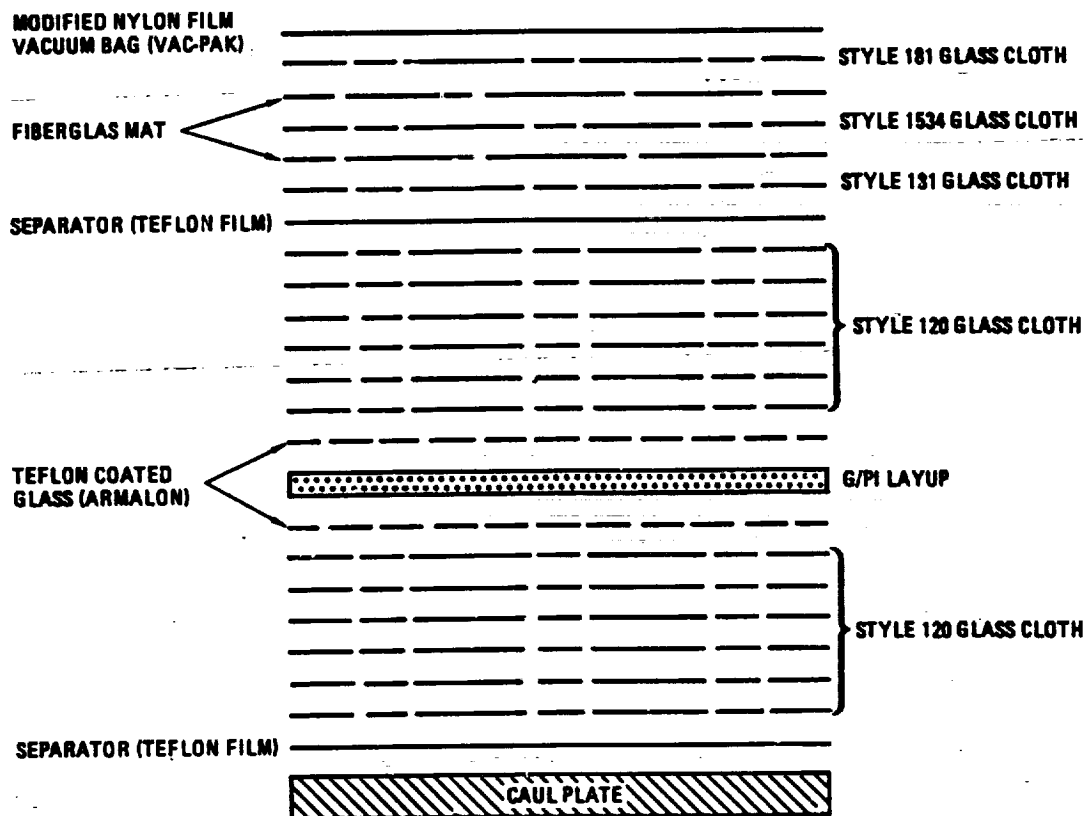 MODIFIED NYLON FILM
VACUUM BAG (VAC-PAK)
STYLE 181 GLASS CLOTH
FIBERGLAS MAT
STYLE 1534 GLASS CLOTH
STYLE 131 GLASS CLOTH
SEPARATOR (TEFLON FILM)
STYLE 120 GLASS CLOTH
TEFLON COATED
GLASS (ARMALON)
G/PI LAYUP
STYLE 120 GLASS CLOTH
SEPARATOR (TEFLON FILM)
CAUL PLATE